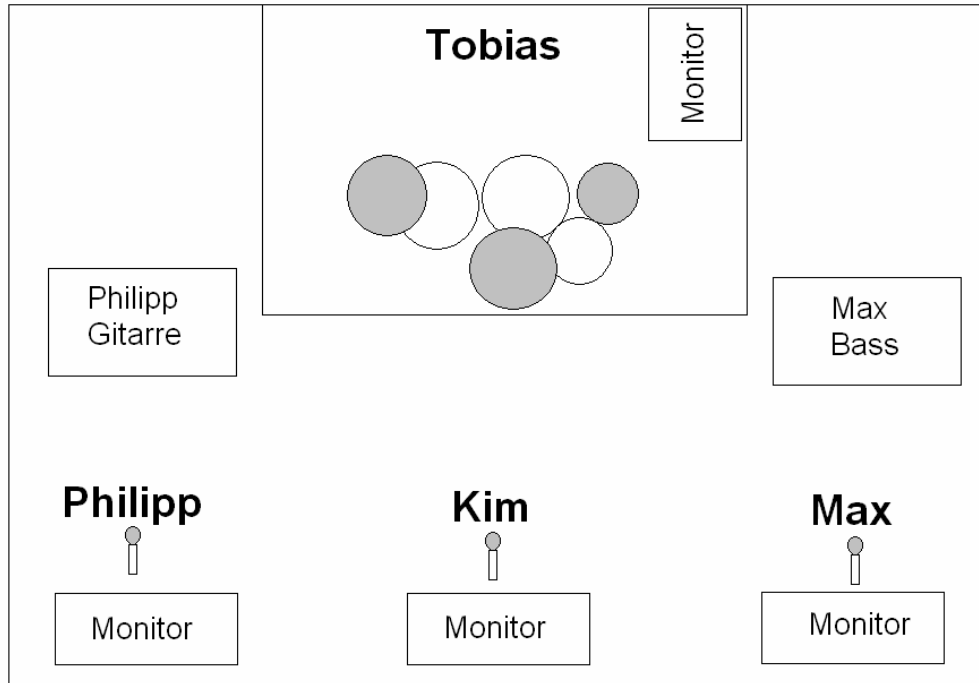 Tobias
Monitor
Philipp
Gitarre
Max
Bass
Philipp
Kim
Max
Monitor
Monitor
Monitor